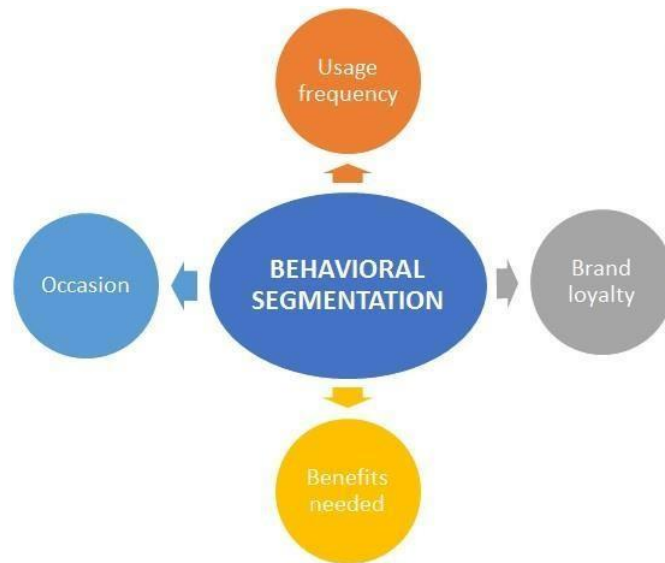 Usage
frequency
Occasion
BEHAVIORAL
SEGMENTATION
Brand
loyalty
Benefits
needed